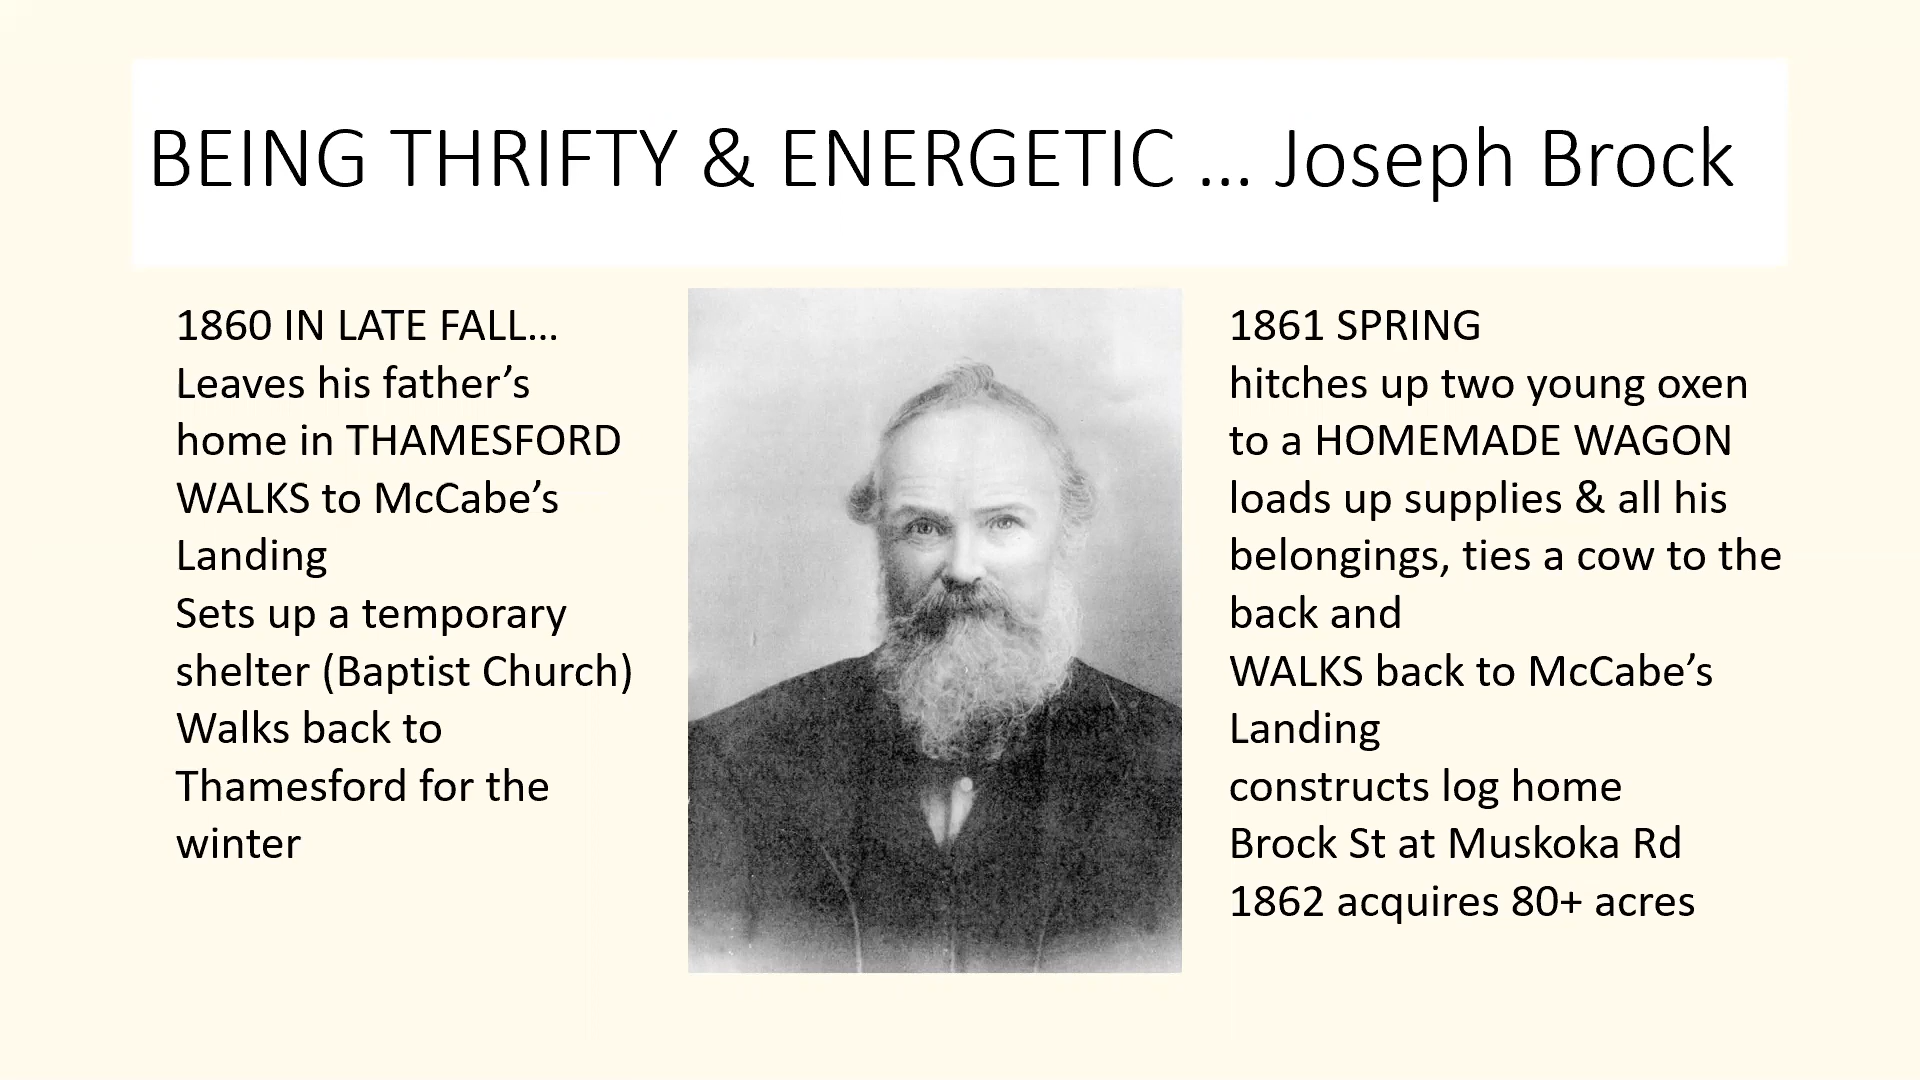 BEING THRIFTY & ENERGETIC … Joseph Brock
1860 IN LATE FALL…
Leaves his father’s
home in THAMESFORD
WALKS to McCabe’s
Landing
Sets up a temporary
shelter (Baptist Church)
Walks back to
Thamesford for the
winter
1861 SPRING
hitches up two young oxen
to a HOMEMADE WAGON
loads up supplies & all his
belongings, ties a cow to the
back and
WALKS back to McCabe’s
Landing
constructs log home
Brock St at Muskoka Rd
1862 acquires 80+ acres